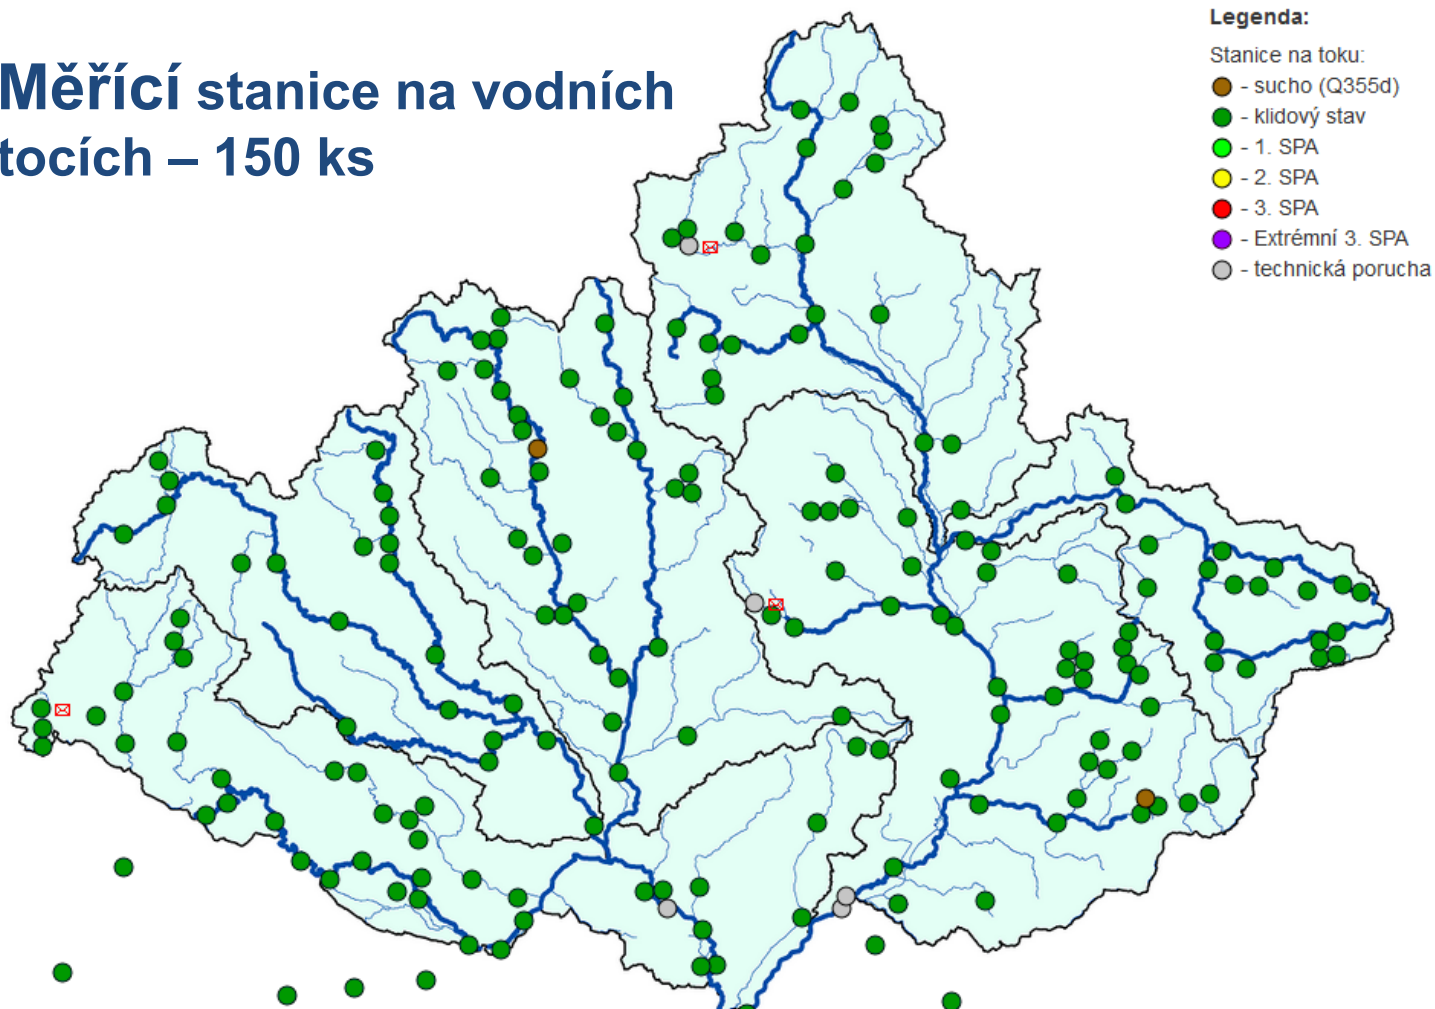 Měřící stanice na vodních
tocích – 150 ks
Legenda:
Stanice na toku:
- sucho (Q355d)
- klidový stav
- 1. SPA
- 2. SPA
- 3. SPA
- Extrémní 3. SPA
- technická porucha